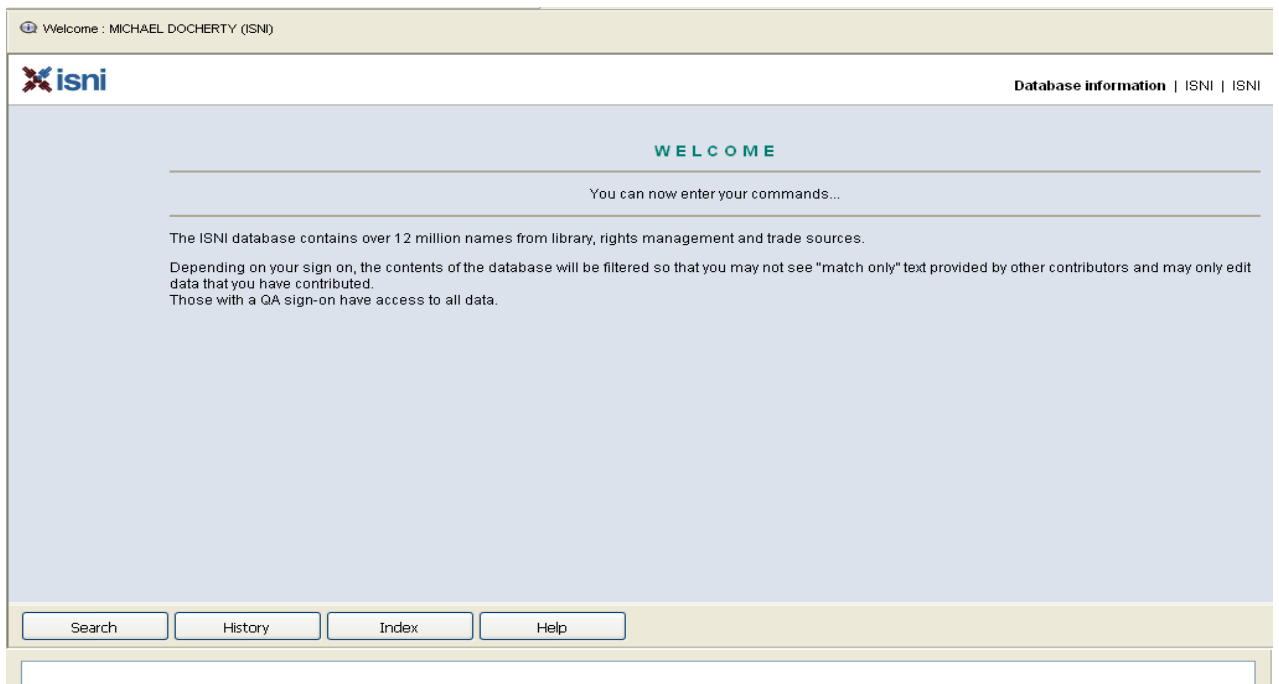 Welcome : MICHAEL DOCHERTY (ISNI)
isni
Database information | ISNI | ISNI
WELCOME
You can now enter your commands...
The ISNI database contains over 12 million names from library, rights management and trade sources.
Depending on your sign on, the contents of the database will be filtered so that you may not see "match only" text provided by other contributors and may only edit
data that you have contributed.
Those with a QA sign-on have access to all data.
Search History Index Help